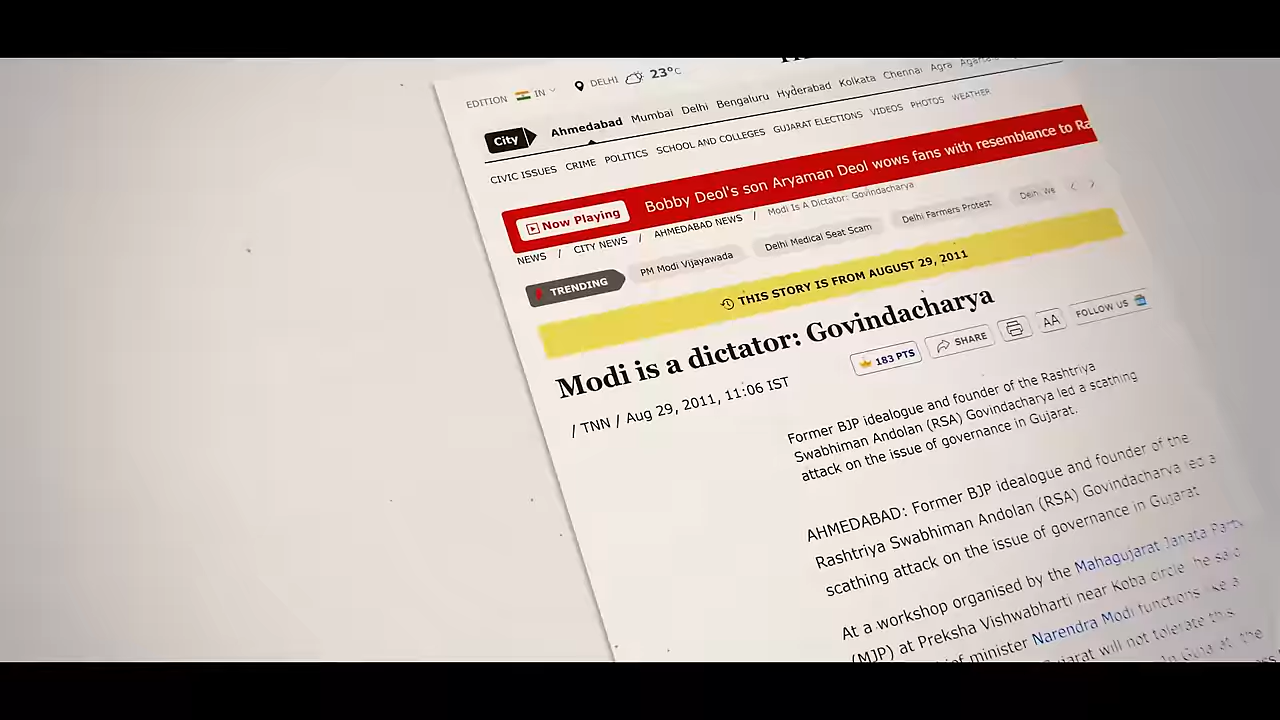 EDITION IN DELHI 23°C
City Ahmedabad Mumbai Delhi Bengaluru Hyderabad Kolkata Chennai Agra
CIVIC ISSUES CRIME POLITICS SCHOOL AND COLLEGES GUJARAT ELECTIONS VIDEOS PHOTOS WEATHER
Now Playing Bobby Deol's son Aryaman Deol wows fans with resemblance to
NEWS / CITY NEWS / AHMEDABAD NEWS / Modi Is A Dictator: Govindacharya
TRENDING PM Modi Vijayawada Delhi Medical Seat Scam Delhi Farmers Protest
THIS STORY IS FROM AUGUST 29, 2011
Modi is a dictator: Govindacharya
/ TNN / Aug 29, 2011, 11:06 IST
183 PTS SHARE AA FOLLOW US
Former BJP idealogue and founder of the Rashtriya
Swabhiman Andolan (RSA) Govindacharya led a scathing
attack on the issue of governance in Gujarat.
AHMEDABAD: Former BJP idealogue and founder of the
Rashtriya Swabhiman Andolan (RSA) Govindacharya led a
scathing attack on the issue of governance in Gujarat
At a workshop organised by the Mahagujarat Janata Party
(MJP) at Preksha Vishwabharti near Koba circle, he said
minister Narendra Modi functions like a
will not tolerate this.